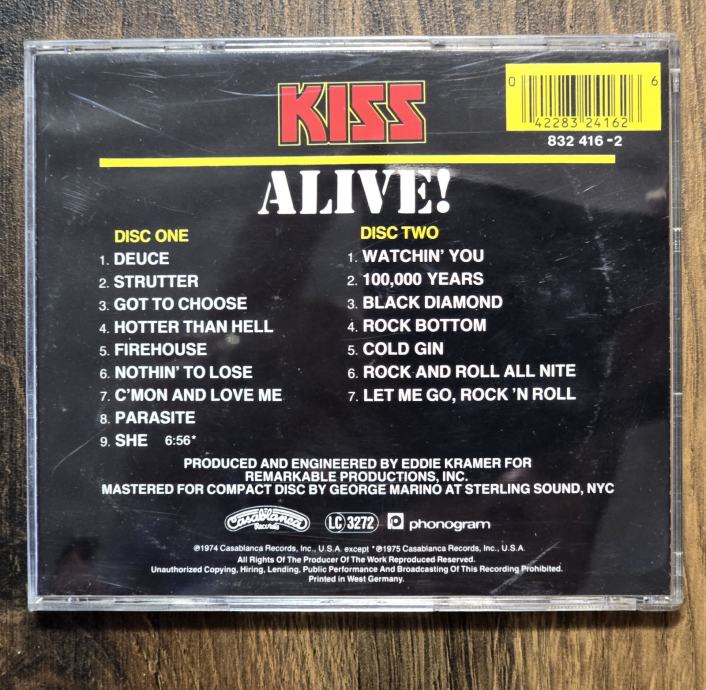 KISS
0 42283 24162 6
832 416-2
ALIVE!
DISC ONE
1. DEUCE
2. STRUTTER
3. GOT TO CHOOSE
4. HOTTER THAN HELL
5. FIREHOUSE
6. NOTHIN' TO LOSE
7. C'MON AND LOVE ME
8. PARASITE
9. SHE 6:56*
DISC TWO
1. WATCHIN' YOU
2. 100,000 YEARS
3. BLACK DIAMOND
4. ROCK BOTTOM
5. COLD GIN
6. ROCK AND ROLL ALL NITE
7. LET ME GO, ROCK 'N ROLL
PRODUCED AND ENGINEERED BY EDDIE KRAMER FOR
REMARKABLE PRODUCTIONS, INC.
MASTERED FOR COMPACT DISC BY GEORGE MARINO AT STERLING SOUND, NYC
Casablanca Records LC 3272 phonogram
℗1974 Casablanca Records, Inc., U.S.A. except *℗1975 Casablanca Records, Inc., U.S.A.
All Rights Of The Producer Of The Work Reproduced Reserved.
Unauthorized Copying, Hiring, Lending, Public Performance And Broadcasting Of This Recording Prohibited.
Printed in West Germany.